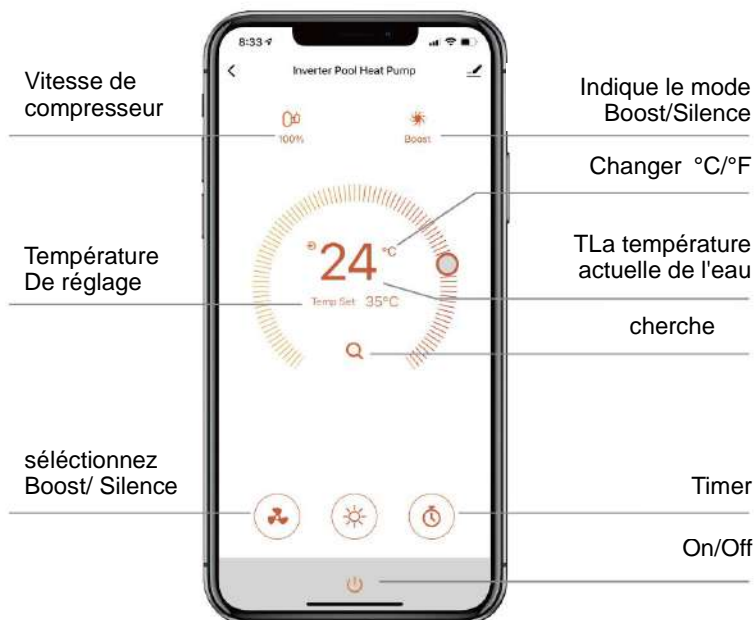 8:33
Inverter Pool Heat Pump
Vitesse de
compresseur
100%
Boost
Indique le mode
Boost/Silence
Changer °C/°F
24 °C
Temp Set 35°C
Température
De réglage
TLa température
actuelle de l'eau
cherche
séléctionnez
Boost/ Silence
Timer
On/Off